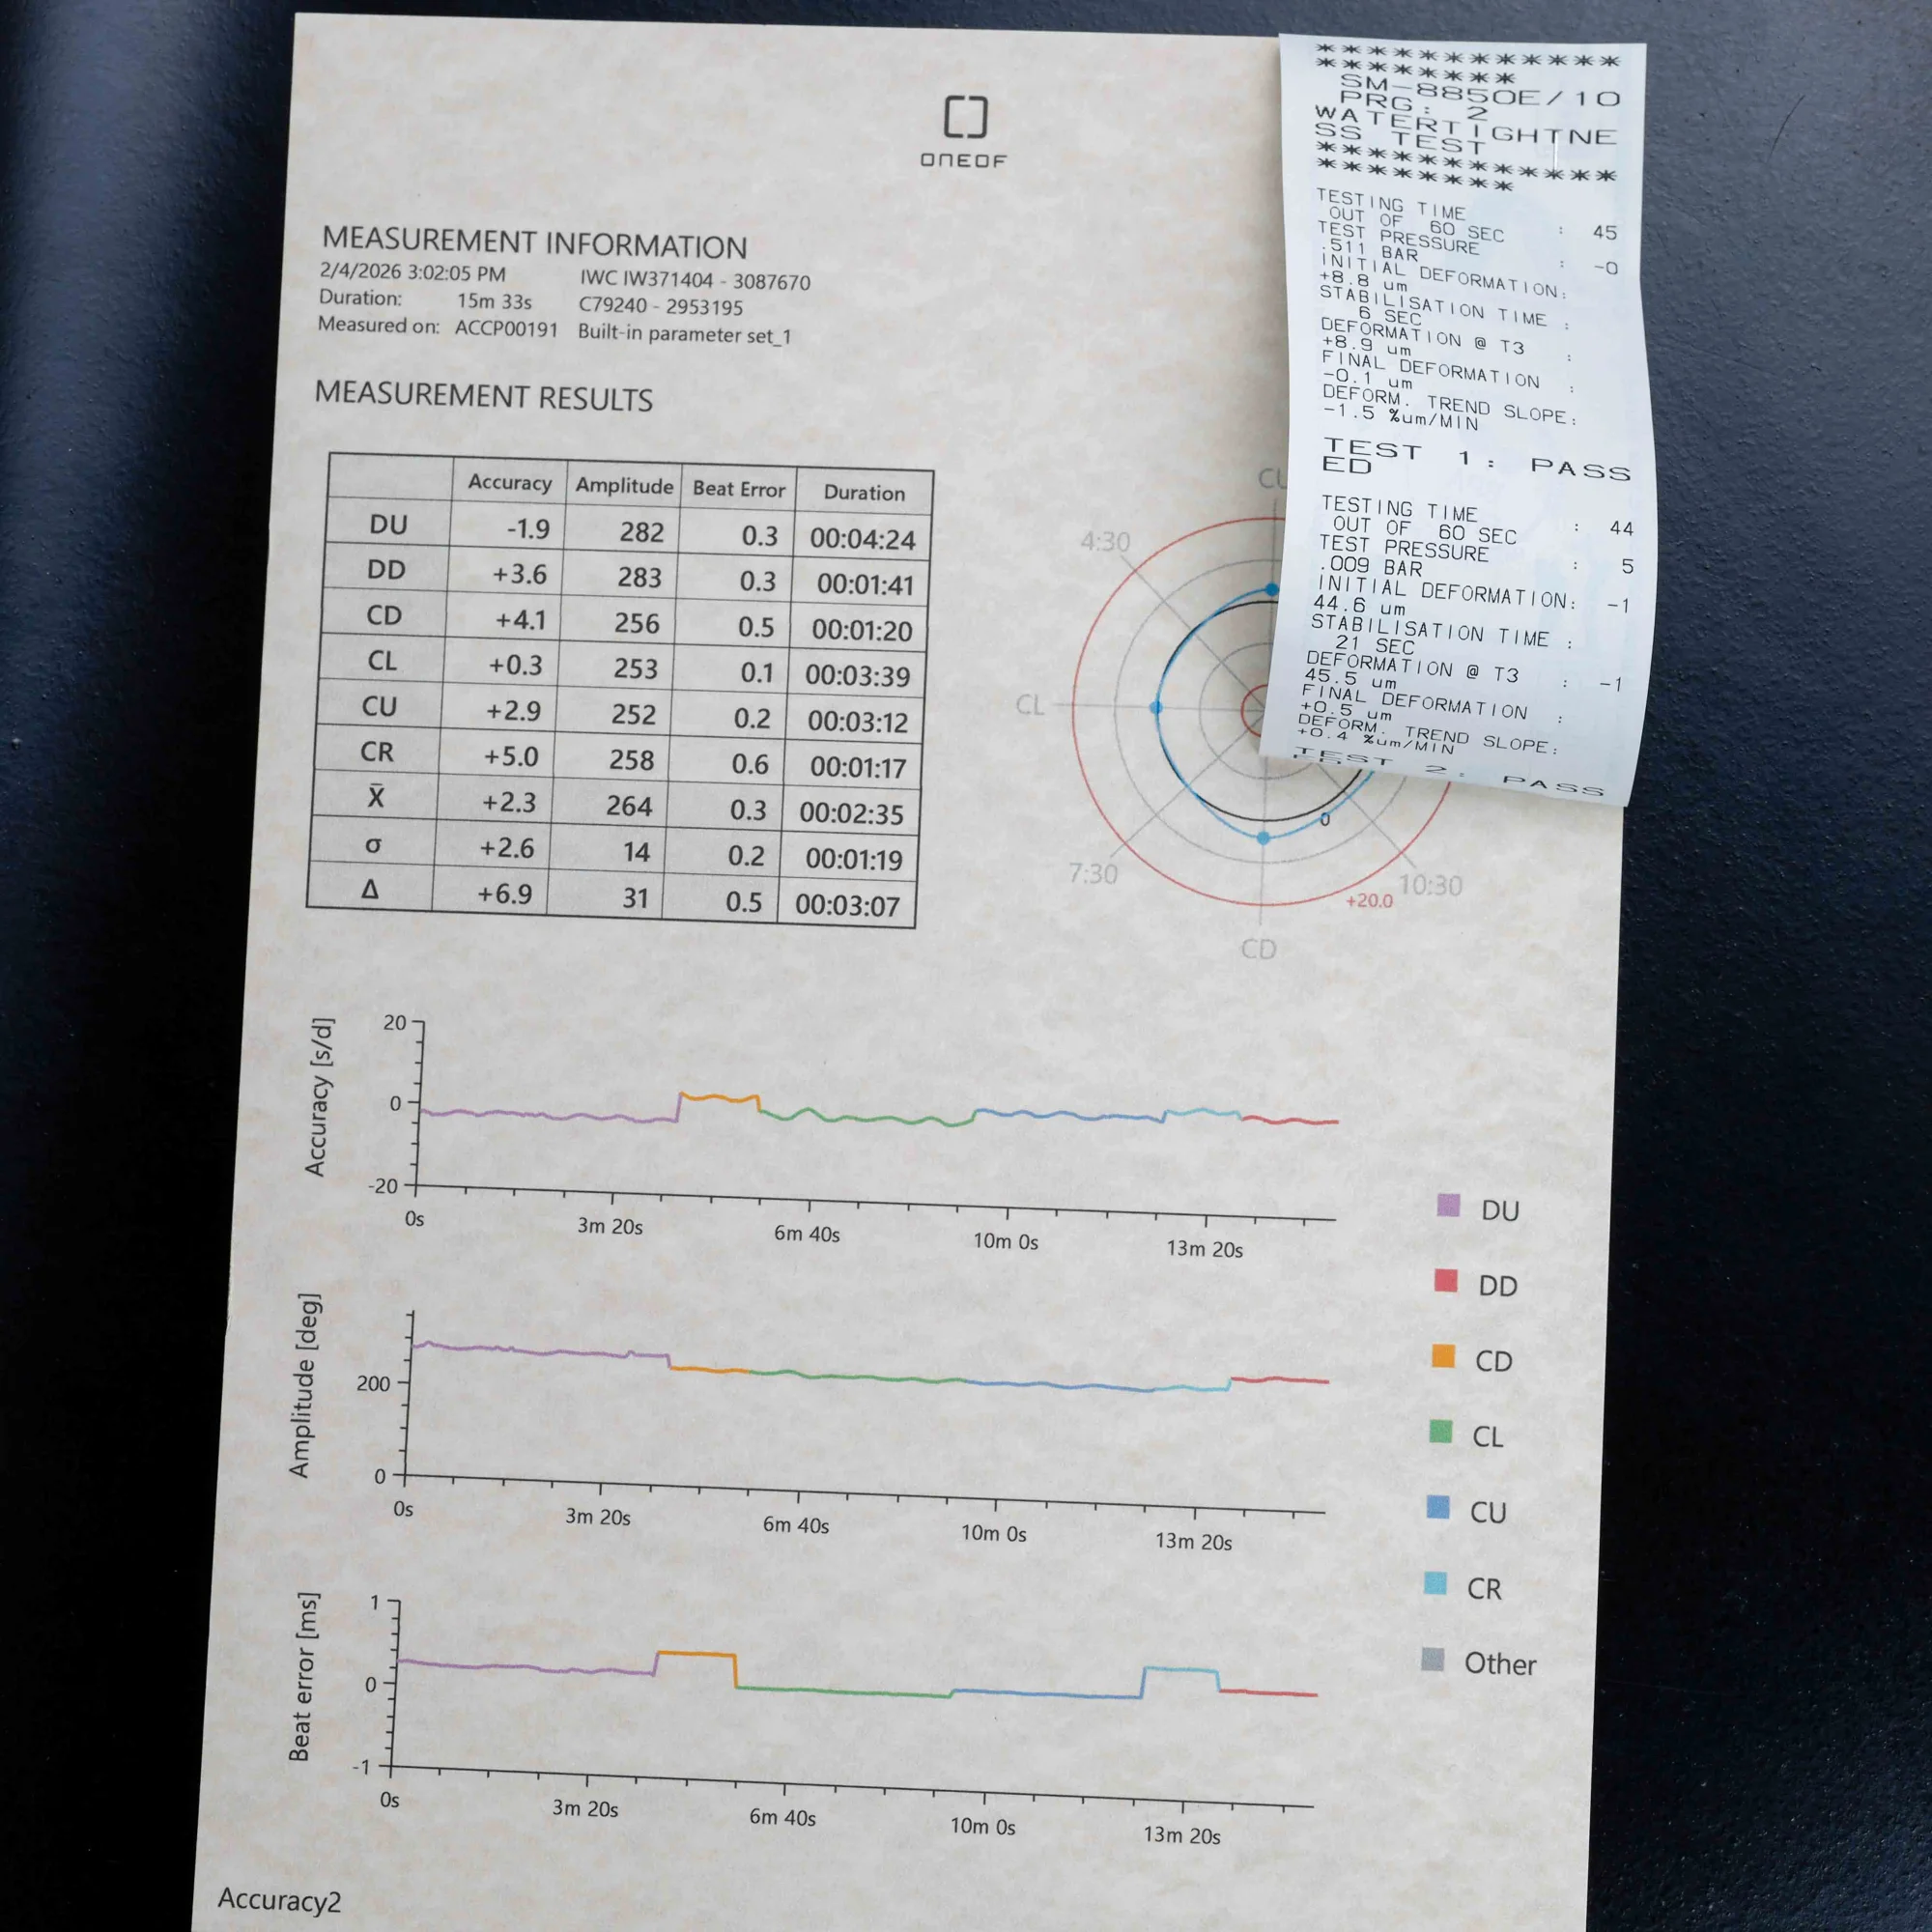 ONEOF
MEASUREMENT INFORMATION
2/4/2026 3:02:05 PM IWC IW371404 - 3087670
Duration: 15m 33s C79240 - 2953195
Measured on: ACCP00191 Built-in parameter set_1
MEASUREMENT RESULTS
Accuracy Amplitude Beat Error Duration
DU -1.9 282 0.3 00:04:24
DD +3.6 283 0.3 00:01:41
CD +4.1 256 0.5 00:01:20
CL +0.3 253 0.1 00:03:39
CU +2.9 252 0.2 00:03:12
CR +5.0 258 0.6 00:01:17
X̄ +2.3 264 0.3 00:02:35
σ +2.6 14 0.2 00:01:19
Δ +6.9 31 0.5 00:03:07
4:30
CL
7:30
0
10:30
+20.0
CD
********************
SM-8850E/10
PRG: 2
WATERTIGHTNE
SS TEST
********************
TESTING TIME : 45
OUT OF 60 SEC
TEST PRESSURE : -0
.511 BAR
INITIAL DEFORMATION:
+8.8 um
STABILISATION TIME :
6 SEC
DEFORMATION @ T3 :
+8.9 um
FINAL DEFORMATION :
-0.1 um
DEFORM. TREND SLOPE:
-1.5 %um/MIN
TEST 1: PASS
ED
TESTING TIME : 44
OUT OF 60 SEC
TEST PRESSURE : 5
.009 BAR
INITIAL DEFORMATION: -1
44.6 um
STABILISATION TIME :
21 SEC
DEFORMATION @ T3 : -1
45.5 um
FINAL DEFORMATION :
+0.5 um
DEFORM. TREND SLOPE:
+0.4 %um/MIN
TEST 2: PASS
Accuracy [s/d]
20
0
-20
0s 3m 20s 6m 40s 10m 0s 13m 20s
Amplitude [deg]
200
0
0s 3m 20s 6m 40s 10m 0s 13m 20s
Beat error [ms]
1
0
-1
0s 3m 20s 6m 40s 10m 0s 13m 20s
DU
DD
CD
CL
CU
CR
Other
Accuracy2